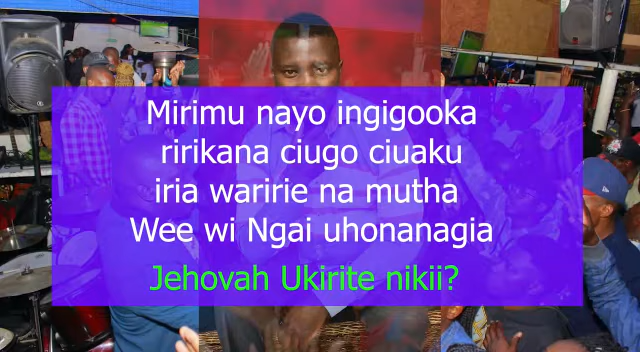 Mirimu nayo ingigooka
ririkana ciugo ciuaku
iria waririe na mutha
Wee wi Ngai uhonanagia
Jehovah Ukirite nikii?